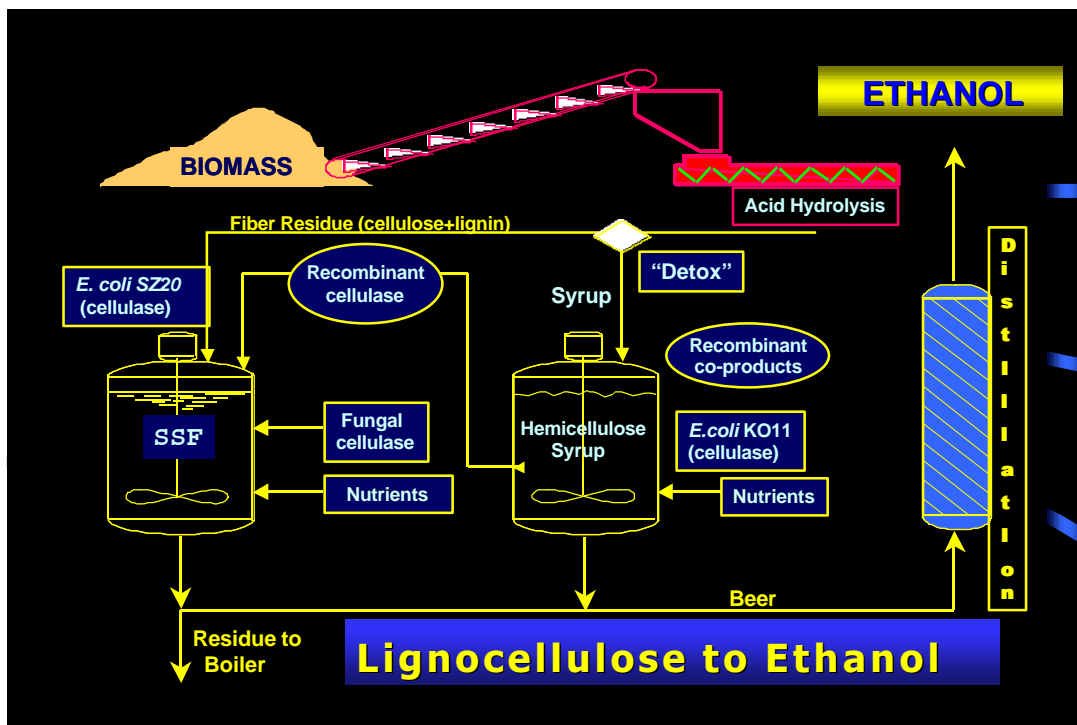 ETHANOL
BIOMASS
Acid Hydrolysis
Fiber Residue (cellulose+lignin)
E. coli SZ20
(cellulase)
Recombinant
cellulase
“Detox”
Syrup
Recombinant
co-products
SSF
Fungal
cellulase
Nutrients
Hemicellulose
Syrup
E.coli KO11
(cellulase)
Nutrients
Distillation
Beer
Residue to
Boiler
Lignocellulose to Ethanol